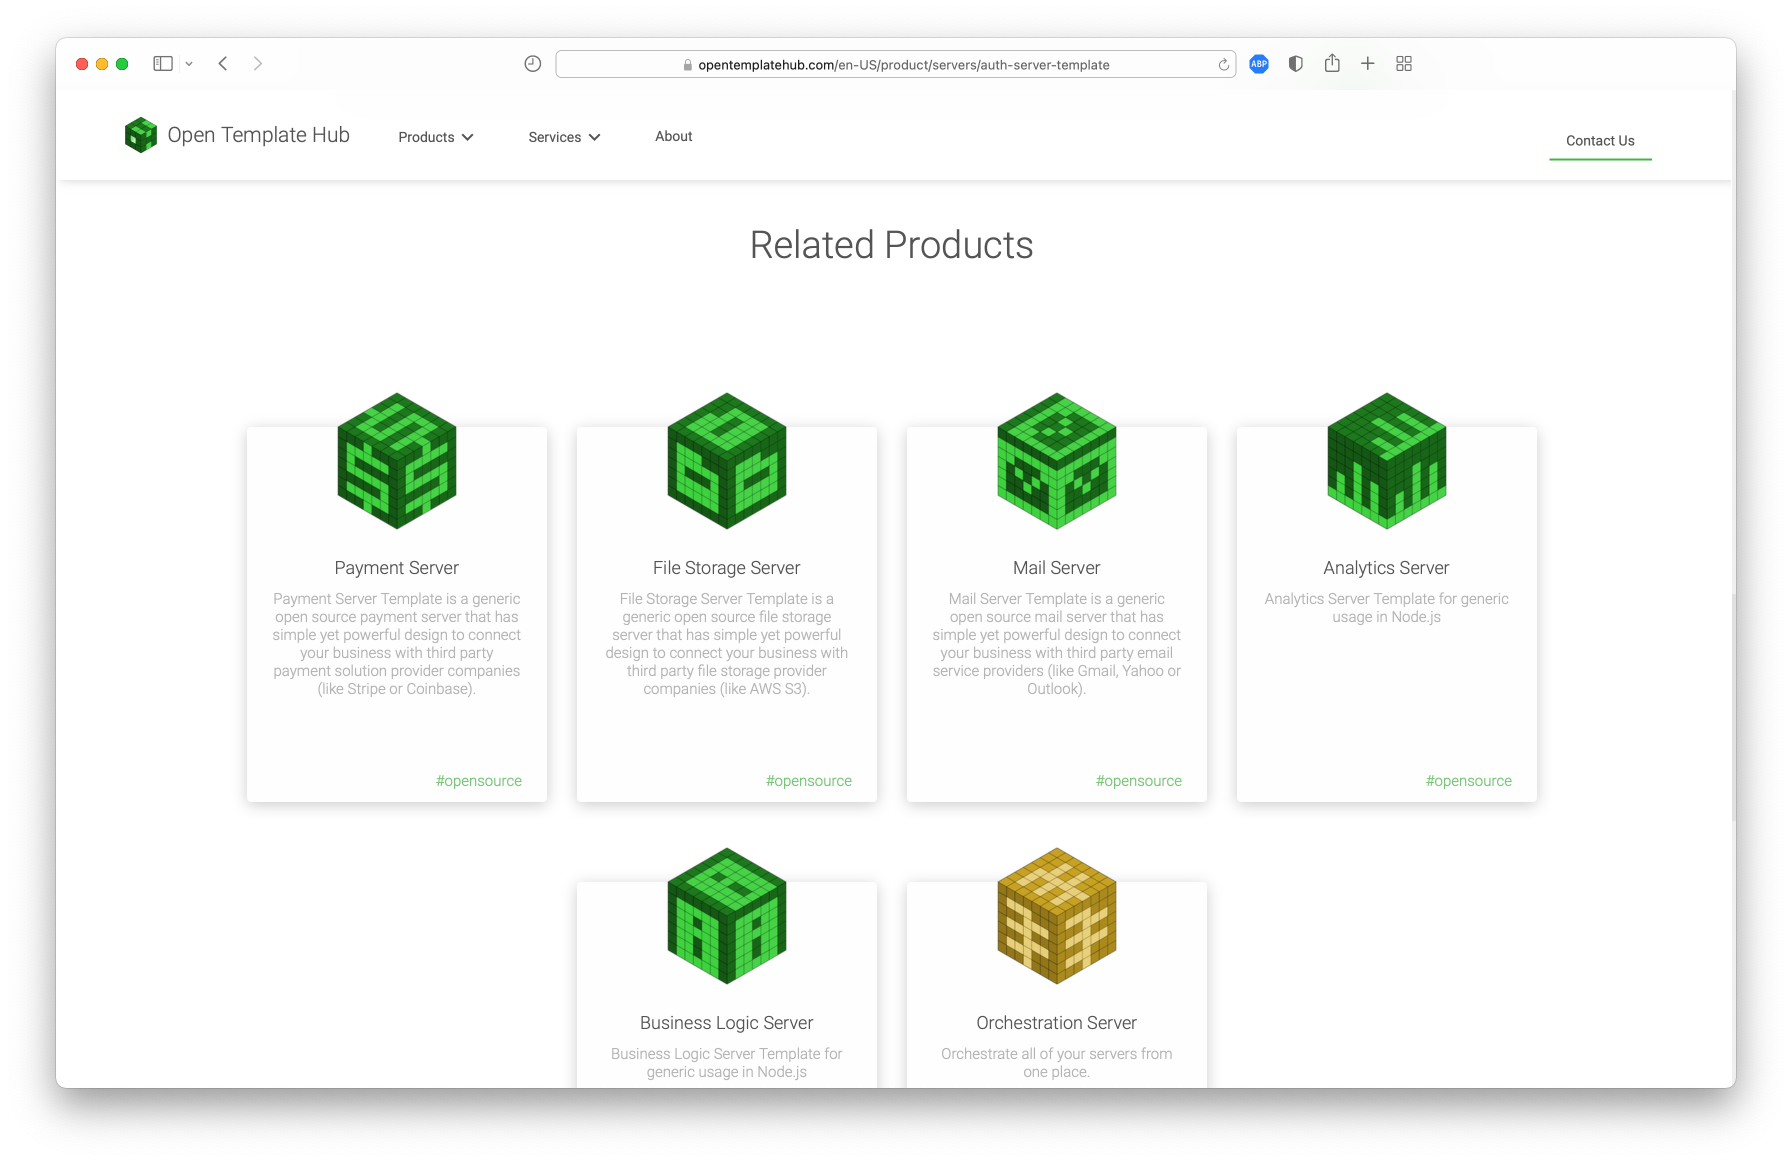 opentemplatehub.com/en-US/product/servers/auth-server-template
ABP
Open Template Hub
Products
Services
About
Contact Us
Related Products
Payment Server
Payment Server Template is a generic
open source payment server that has
simple yet powerful design to connect
your business with third party
payment solution provider companies
(like Stripe or Coinbase).
#opensource
File Storage Server
File Storage Server Template is a
generic open source file storage
server that has simple yet powerful
design to connect your business with
third party file storage provider
companies (like AWS S3).
#opensource
Mail Server
Mail Server Template is a generic
open source mail server that has
simple yet powerful design to connect
your business with third party email
service providers (like Gmail, Yahoo or
Outlook).
#opensource
Analytics Server
Analytics Server Template for generic
usage in Node.js
#opensource
Business Logic Server
Business Logic Server Template for
generic usage in Node.js
Orchestration Server
Orchestrate all of your servers from
one place.